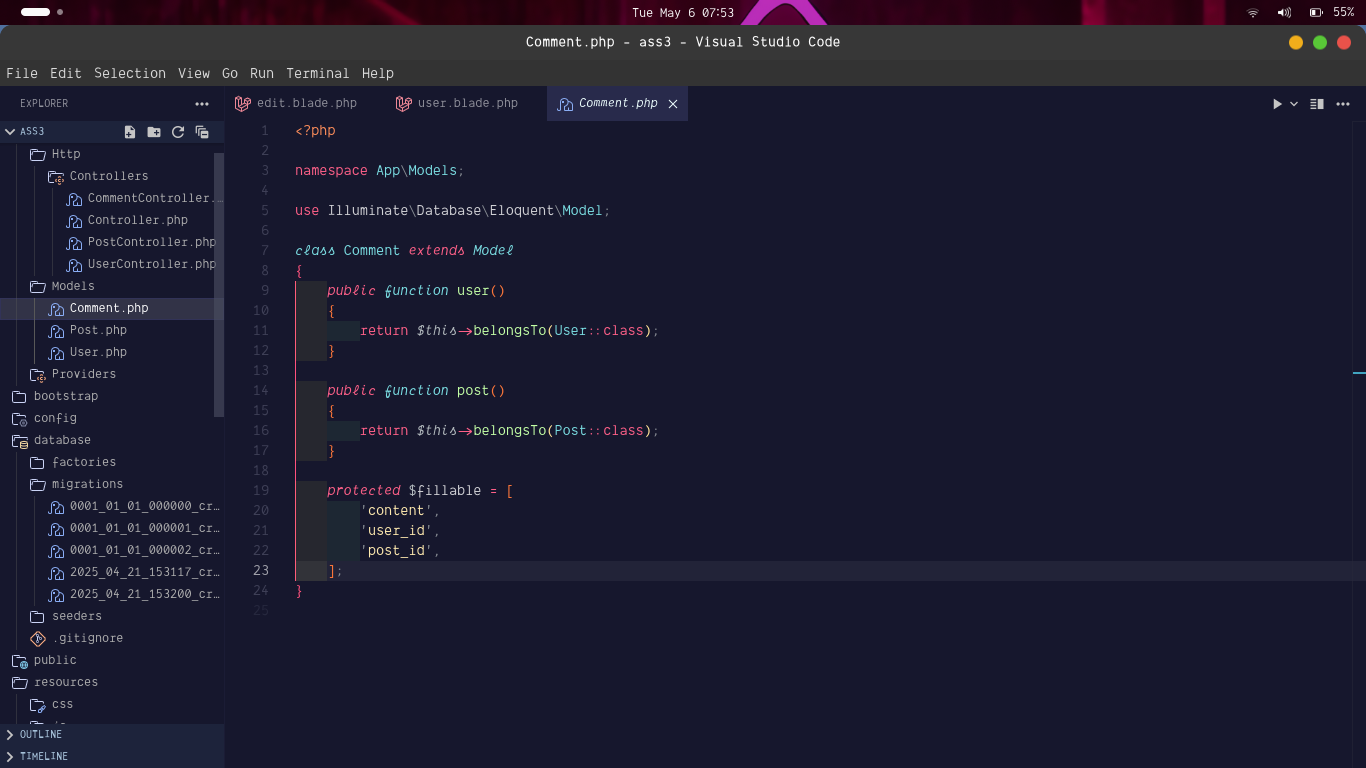 Tue May 6 07:53
55%
Comment.php - ass3 - Visual Studio Code
File Edit Selection View Go Run Terminal Help
EXPLORER
ASS3
Http
Controllers
CommentController...
Controller.php
PostController.php
UserController.php
Models
Comment.php
Post.php
User.php
Providers
bootstrap
config
database
factories
migrations
0001_01_01_000000_cr...
0001_01_01_000001_cr...
0001_01_01_000002_cr...
2025_04_21_153117_cr...
2025_04_21_153200_cr...
seeders
.gitignore
public
resources
css
OUTLINE
TIMELINE
edit.blade.php user.blade.php Comment.php
1 <?php
2
3 namespace App\Models;
4
5 use Illuminate\Database\Eloquent\Model;
6
7 class Comment extends Model
8 {
9 public function user()
10 {
11 return $this->belongsTo(User::class);
12 }
13
14 public function post()
15 {
16 return $this->belongsTo(Post::class);
17 }
18
19 protected $fillable = [
20 'content',
21 'user_id',
22 'post_id',
23 ];
24 }
25